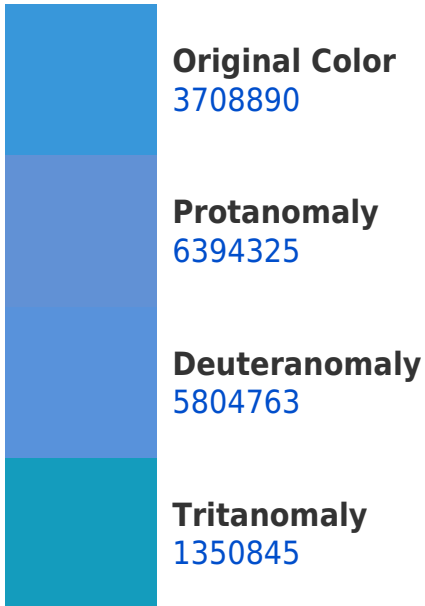 Original Color
3708890
Protanomaly
6394325
Deuteranomaly
5804763
Tritanomaly
1350845